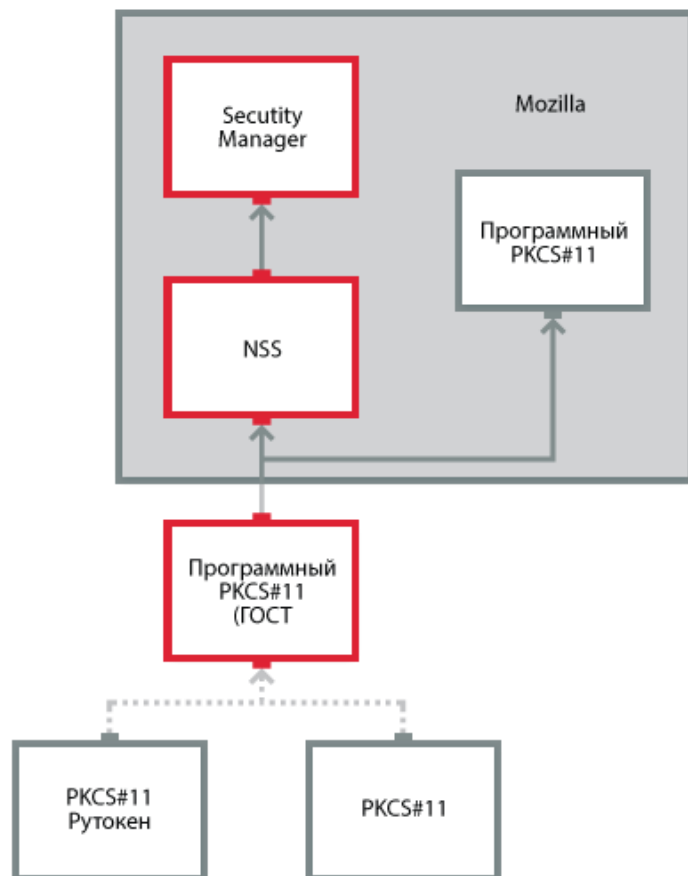 Secutity
Manager
Mozilla
Программный
PKCS#11
NSS
Программный
PKCS#11
(ГОСТ
PKCS#11
Рутокен
PKCS#11